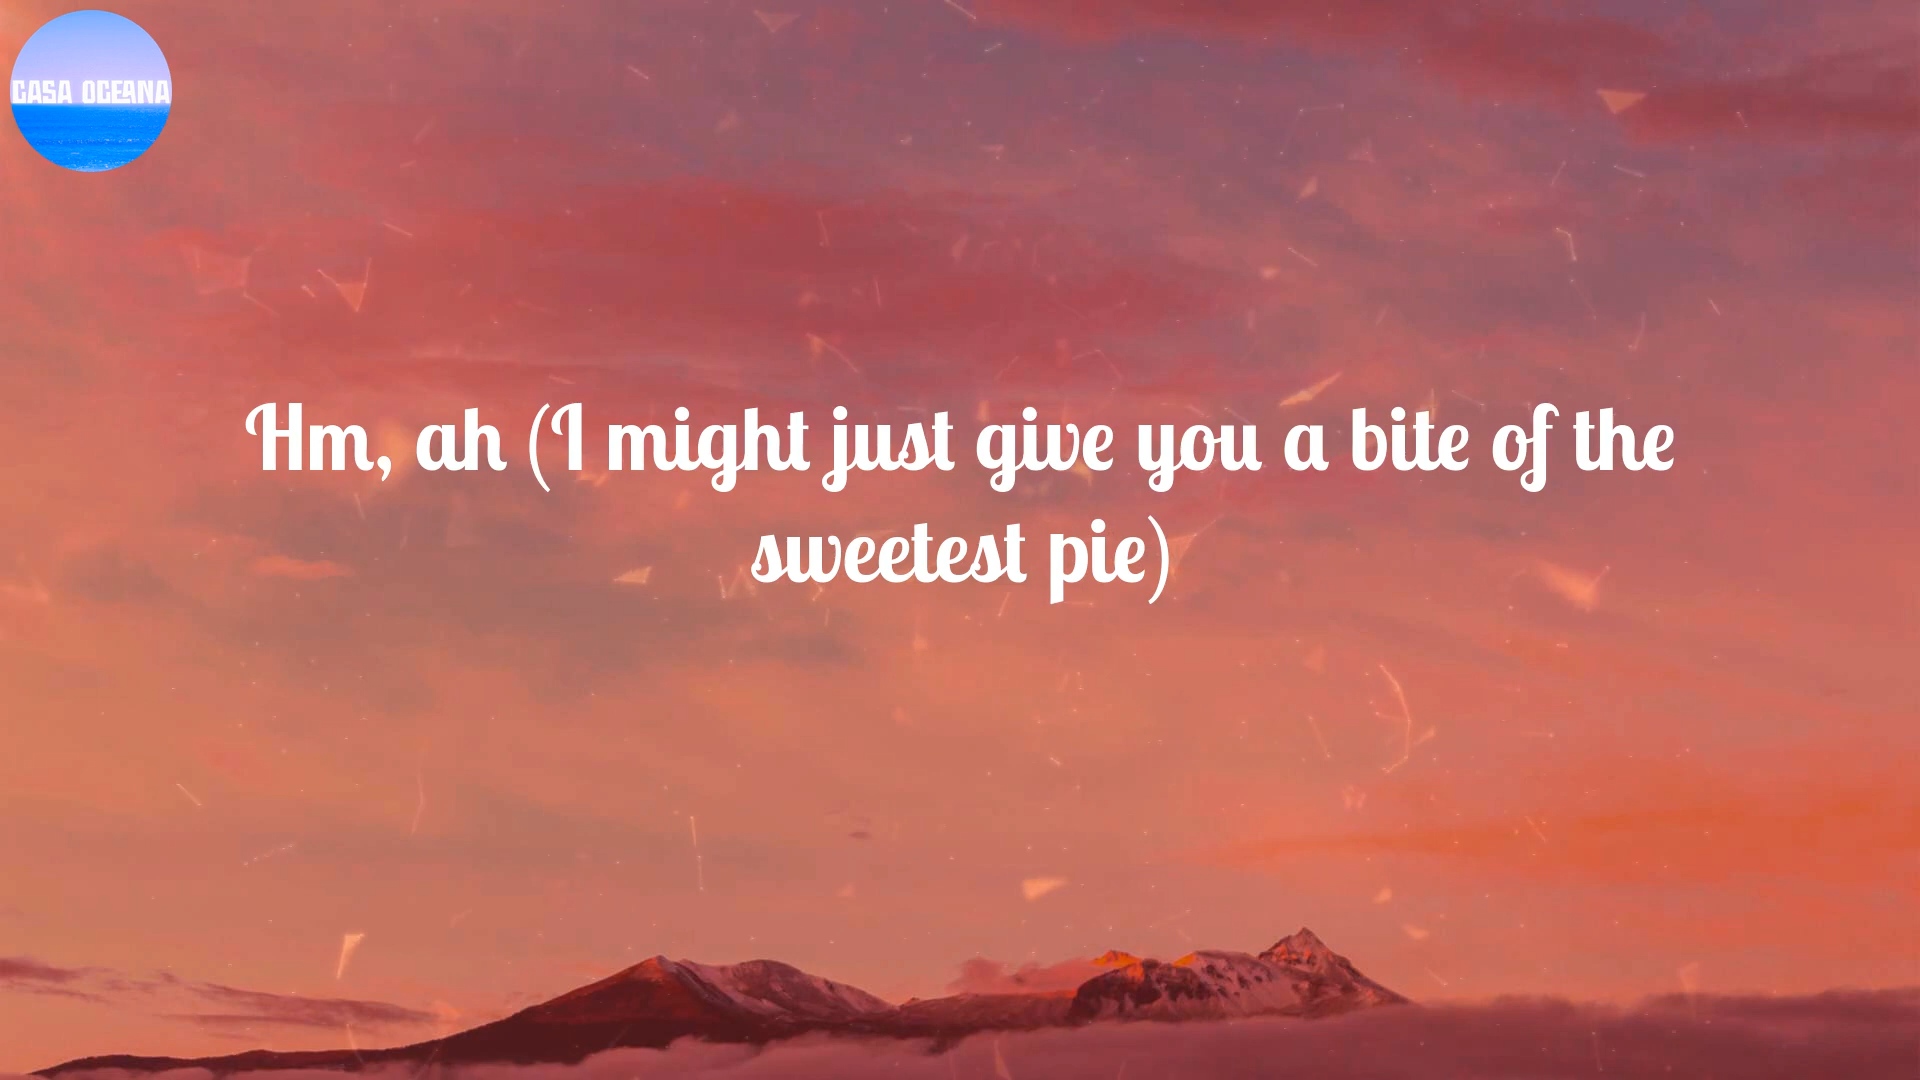 CASA OCEANA
Hm, ah (I might just give you a bite of the
sweetest pie)